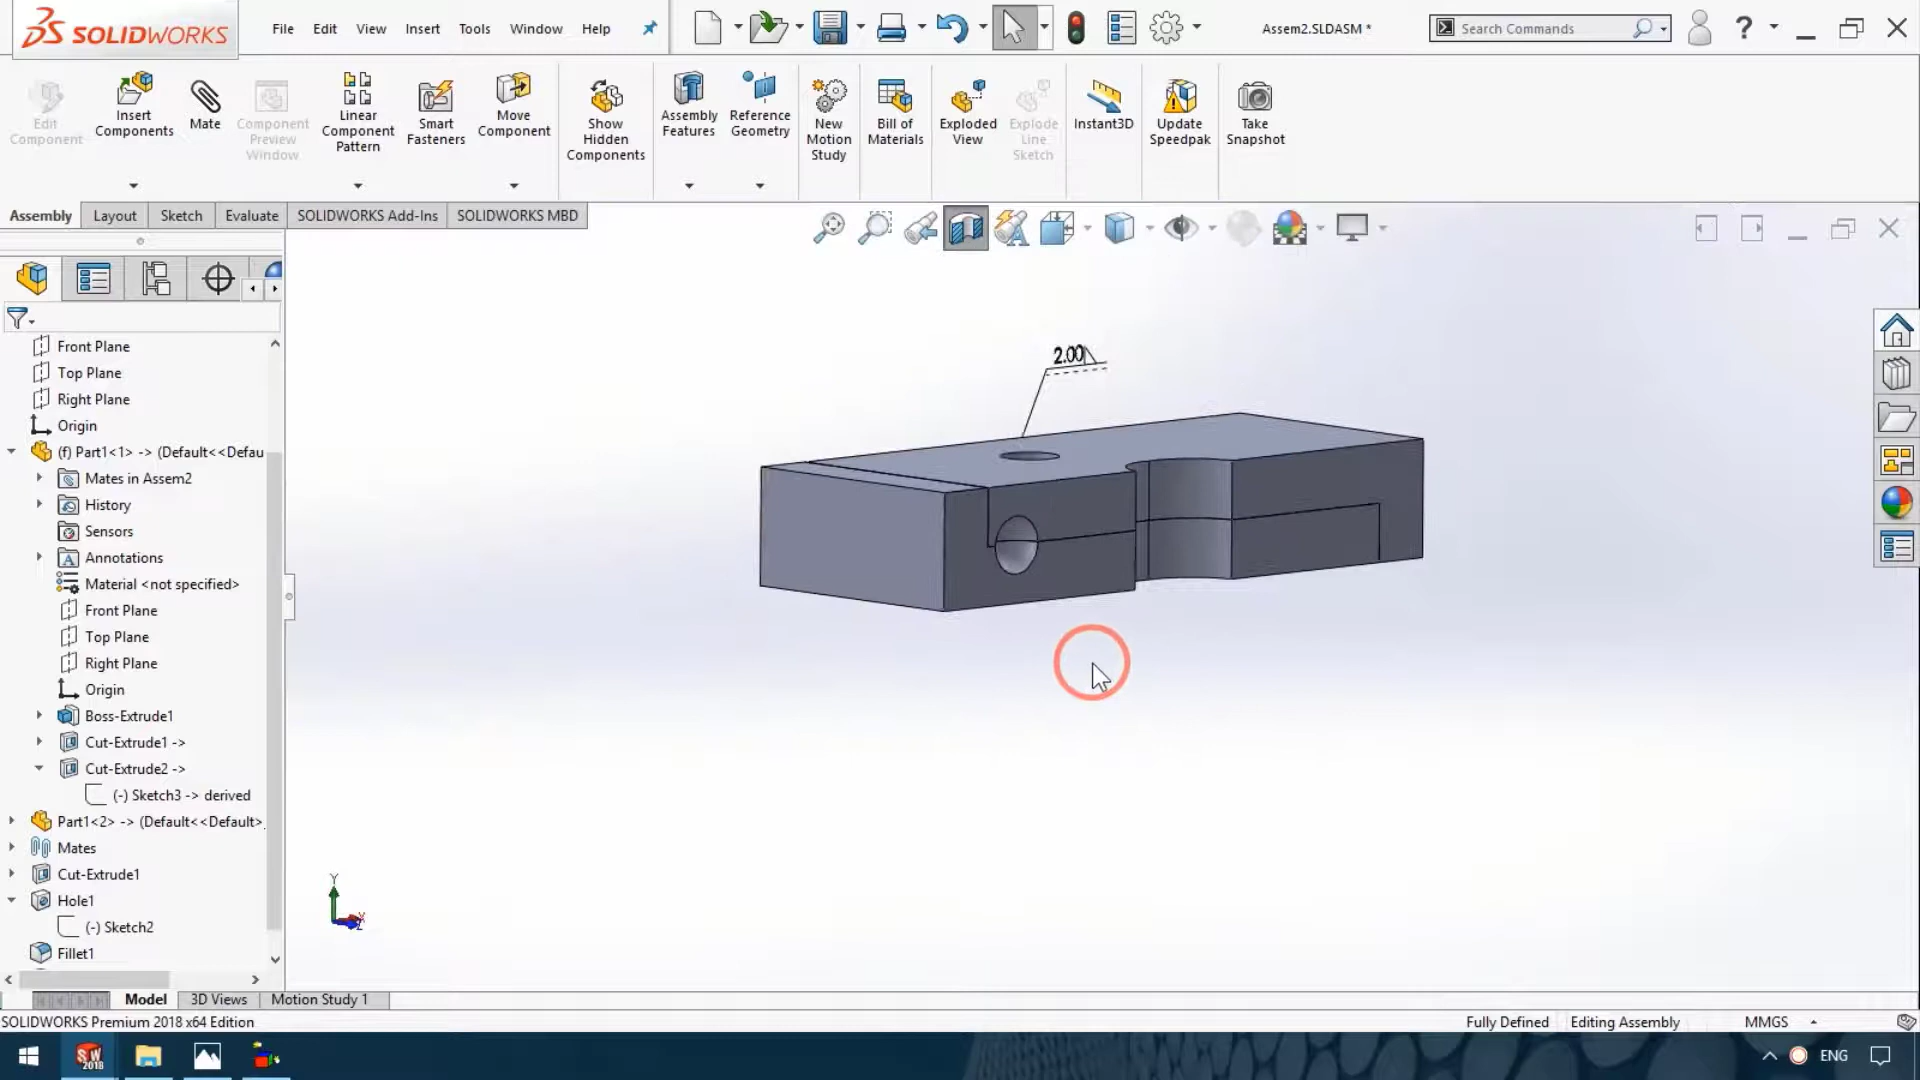 SOLIDWORKS
File Edit View Insert Tools Window Help
Assem2.SLDASM *
Search Commands
?
Edit Component
Insert Components
Mate
Component Preview Window
Linear Component Pattern
Smart Fasteners
Move Component
Show Hidden Components
Assembly Features
Reference Geometry
New Motion Study
Bill of Materials
Exploded View
Explode Line Sketch
Instant3D
Update Speedpak
Take Snapshot
Assembly Layout Sketch Evaluate SOLIDWORKS Add-Ins SOLIDWORKS MBD
Front Plane
Top Plane
Right Plane
Origin
(f) Part1<1> -> (Default<<Defau
Mates in Assem2
History
Sensors
Annotations
Material <not specified>
Front Plane
Top Plane
Right Plane
Origin
Boss-Extrude1
Cut-Extrude1 ->
Cut-Extrude2 ->
(-) Sketch3 -> derived
Part1<2> -> (Default<<Default>
Mates
Cut-Extrude1
Hole1
(-) Sketch2
Fillet1
2.00
Y
X
Z
Model 3D Views Motion Study 1
SOLIDWORKS Premium 2018 x64 Edition
Fully Defined Editing Assembly MMGS
SW 2018
ENG